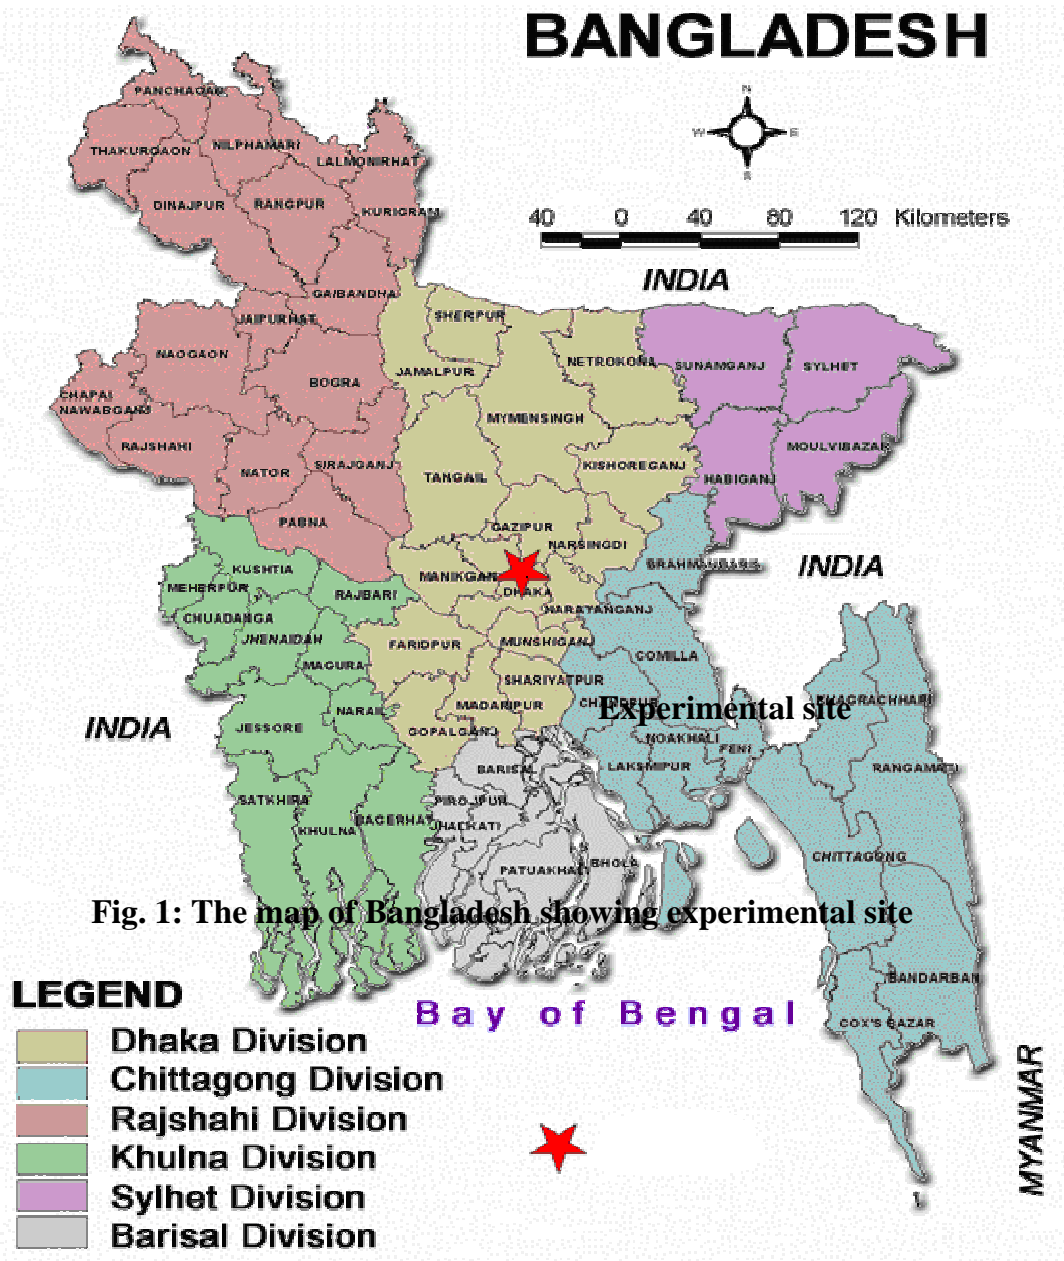 BANGLADESH
N
W E
S
40 0 40 80 120 Kilometers
INDIA
PANCHAGAR
THAKURGAON
NILPHAMARI
LALMONIRHAT
DINAJPUR
RANGPUR
KURIGRAM
GAIBANDHA
JAIPURHAT
NAOGAON
BOGRA
CHAPAI
NAWABGANJ
RAJSHAHI
NATOR
SIRAJGANJ
PABNA
SHERPUR
JAMALPUR
NETROKONA
MYMENSINGH
TANGAIL
KISHOREGANJ
GAZIPUR
NARSINGDI
MANIKGAN
DHAKA
NARAYANGANJ
FARIDPUR
MUNSHIGANJ
SHARIYATPUR
MADARIPUR
GOPALGANJ
SUNAMGANJ
SYLHET
MOULVIBAZAR
HABIGANJ
INDIA
KUSHTIA
MEHERPUR
RAJBARI
CHUADANGA
JHENAIDAH
MAGURA
NARAIL
JESSORE
SATKHIRA
KHULNA
BAGERHAT
INDIA
COMILLA
Experimental site
KHAGRACHHARI
NOAKHALI
FENI
LAKSMIPUR
RANGAMATI
CHITTAGONG
BANDARBAN
COX'S BAZAR
BARISAL
PIROJPUR
JHALKATI
PATUAKHALI
BHOLA
Fig. 1: The map of Bangladesh showing experimental site
Bay of Bengal
MYANMAR
LEGEND
Dhaka Division
Chittagong Division
Rajshahi Division
Khulna Division
Sylhet Division
Barisal Division